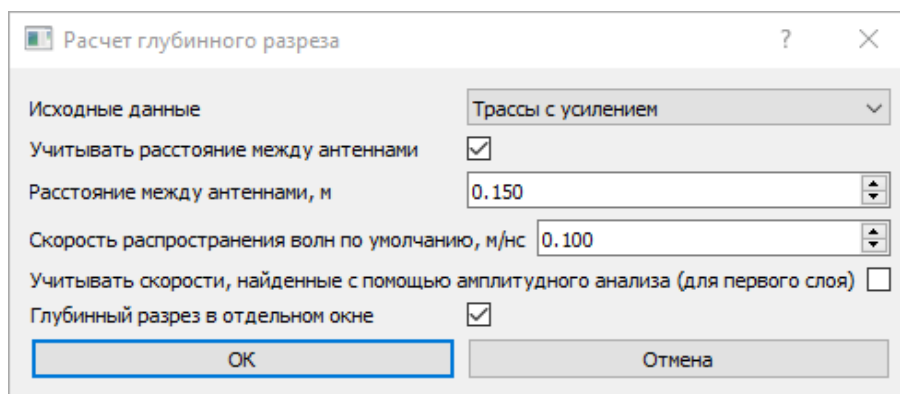 Расчет глубинного разреза ?
Исходные данные Трассы с усилением
Учитывать расстояние между антеннами
Расстояние между антеннами, м 0.150
Скорость распространения волн по умолчанию, м/нс 0.100
Учитывать скорости, найденные с помощью амплитудного анализа (для первого слоя)
Глубинный разрез в отдельном окне
ОК Отмена